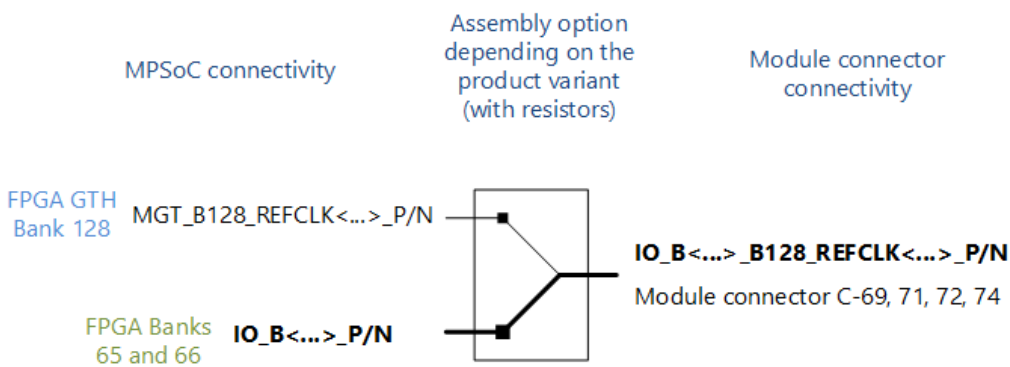 MPSoC connectivity
Assembly option
depending on the
product variant
(with resistors)
Module connector
connectivity
FPGA GTH
Bank 128
MGT_B128_REFCLK<...>_P/N
IO_B<...>_B128_REFCLK<...>_P/N
Module connector C-69, 71, 72, 74
FPGA Banks
65 and 66
IO_B<...>_P/N